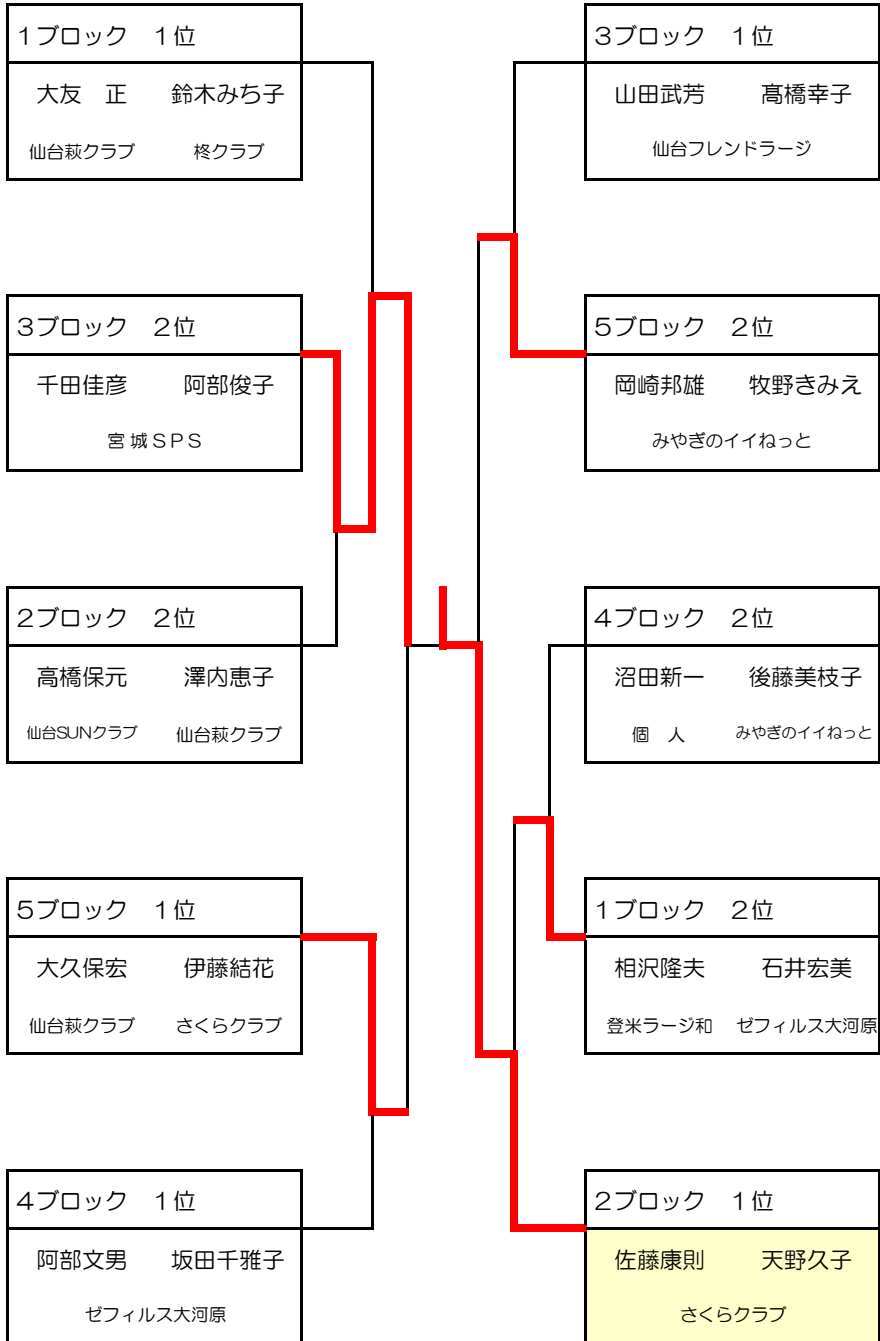 1ブロック　1位
大友　正　鈴木みち子
仙台萩クラブ　柊クラブ
3ブロック　2位
千田佳彦　阿部俊子
宮城SPS
2ブロック　2位
高橋保元　澤内恵子
仙台SUNクラブ　仙台萩クラブ
5ブロック　1位
大久保宏　伊藤結花
仙台萩クラブ　さくらクラブ
4ブロック　1位
阿部文男　坂田千雅子
ゼフィルス大河原
3ブロック　1位
山田武芳　髙橋幸子
仙台フレンドラージ
5ブロック　2位
岡崎邦雄　牧野きみえ
みやぎのイイねっと
4ブロック　2位
沼田新一　後藤美枝子
個　人　みやぎのイイねっと
1ブロック　2位
相沢隆夫　石井宏美
登米ラージ和　ゼフィルス大河原
2ブロック　1位
佐藤康則　天野久子
さくらクラブ